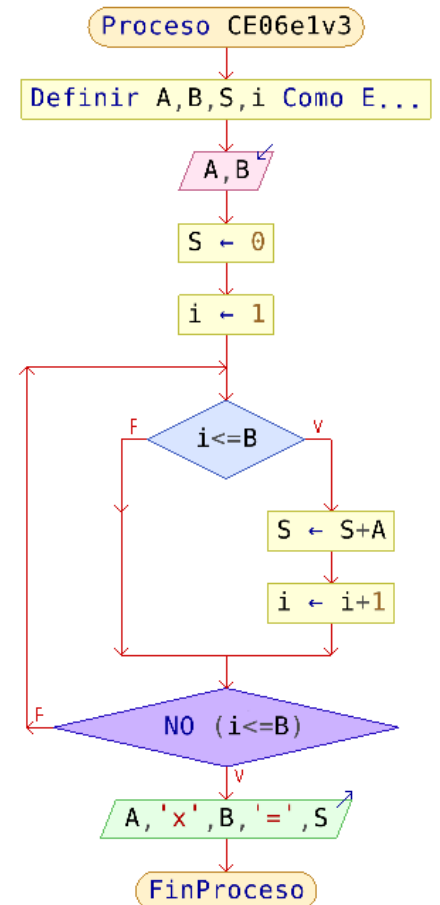 Proceso CE06e1v3
Definir A,B,S,i Como E...
A,B
S ← 0
i ← 1
F
i<=B
V
S ← S+A
i ← i+1
F
NO (i<=B)
V
A,'x',B,'=',S
FinProceso